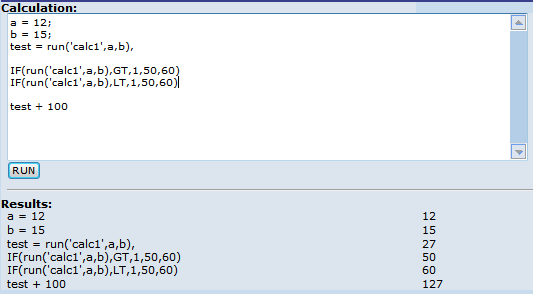 Calculation:
a = 12;
b = 15;
test = run('calc1',a,b),
IF(run('calc1',a,b),GT,1,50,60)
IF(run('calc1',a,b),LT,1,50,60)
test + 100
RUN
Results:
a = 12 12
b = 15 15
test = run('calc1',a,b), 27
IF(run('calc1',a,b),GT,1,50,60) 50
IF(run('calc1',a,b),LT,1,50,60) 60
test + 100 127